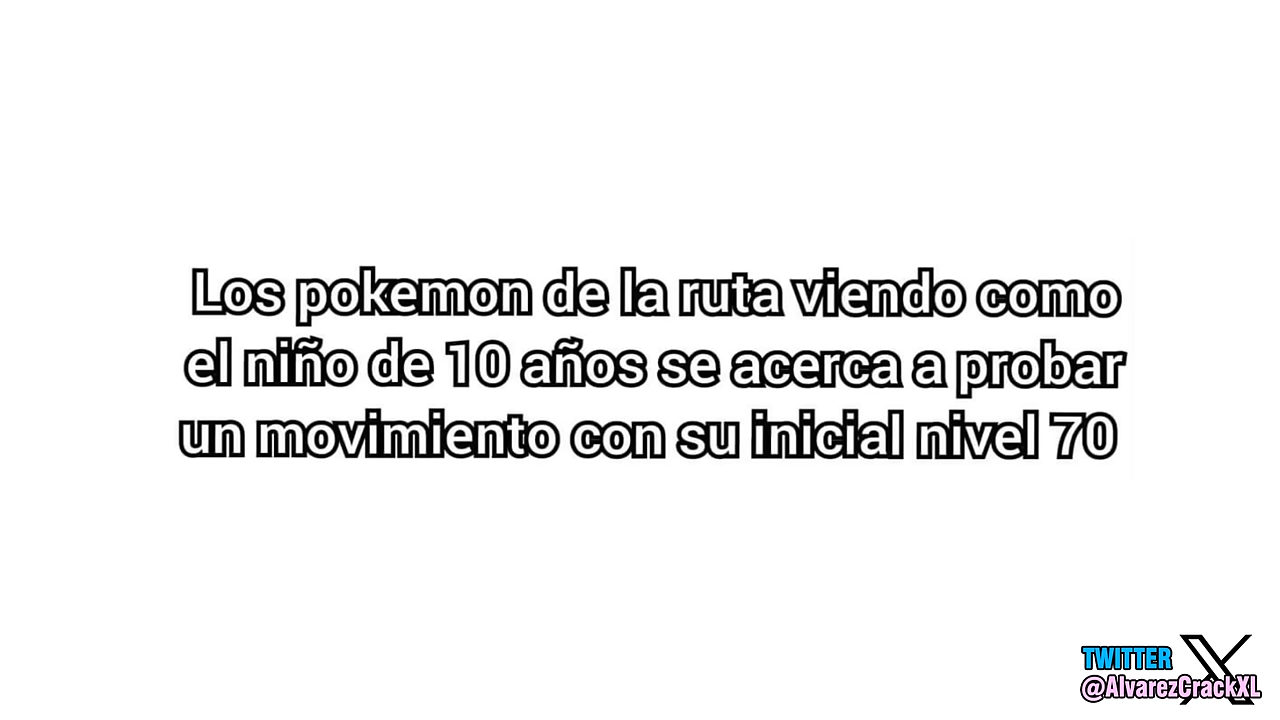 Los pokemon de la ruta viendo como
el niño de 10 años se acerca a probar
un movimiento con su inicial nivel 70
TWITTER
@AlvarezCrackXL